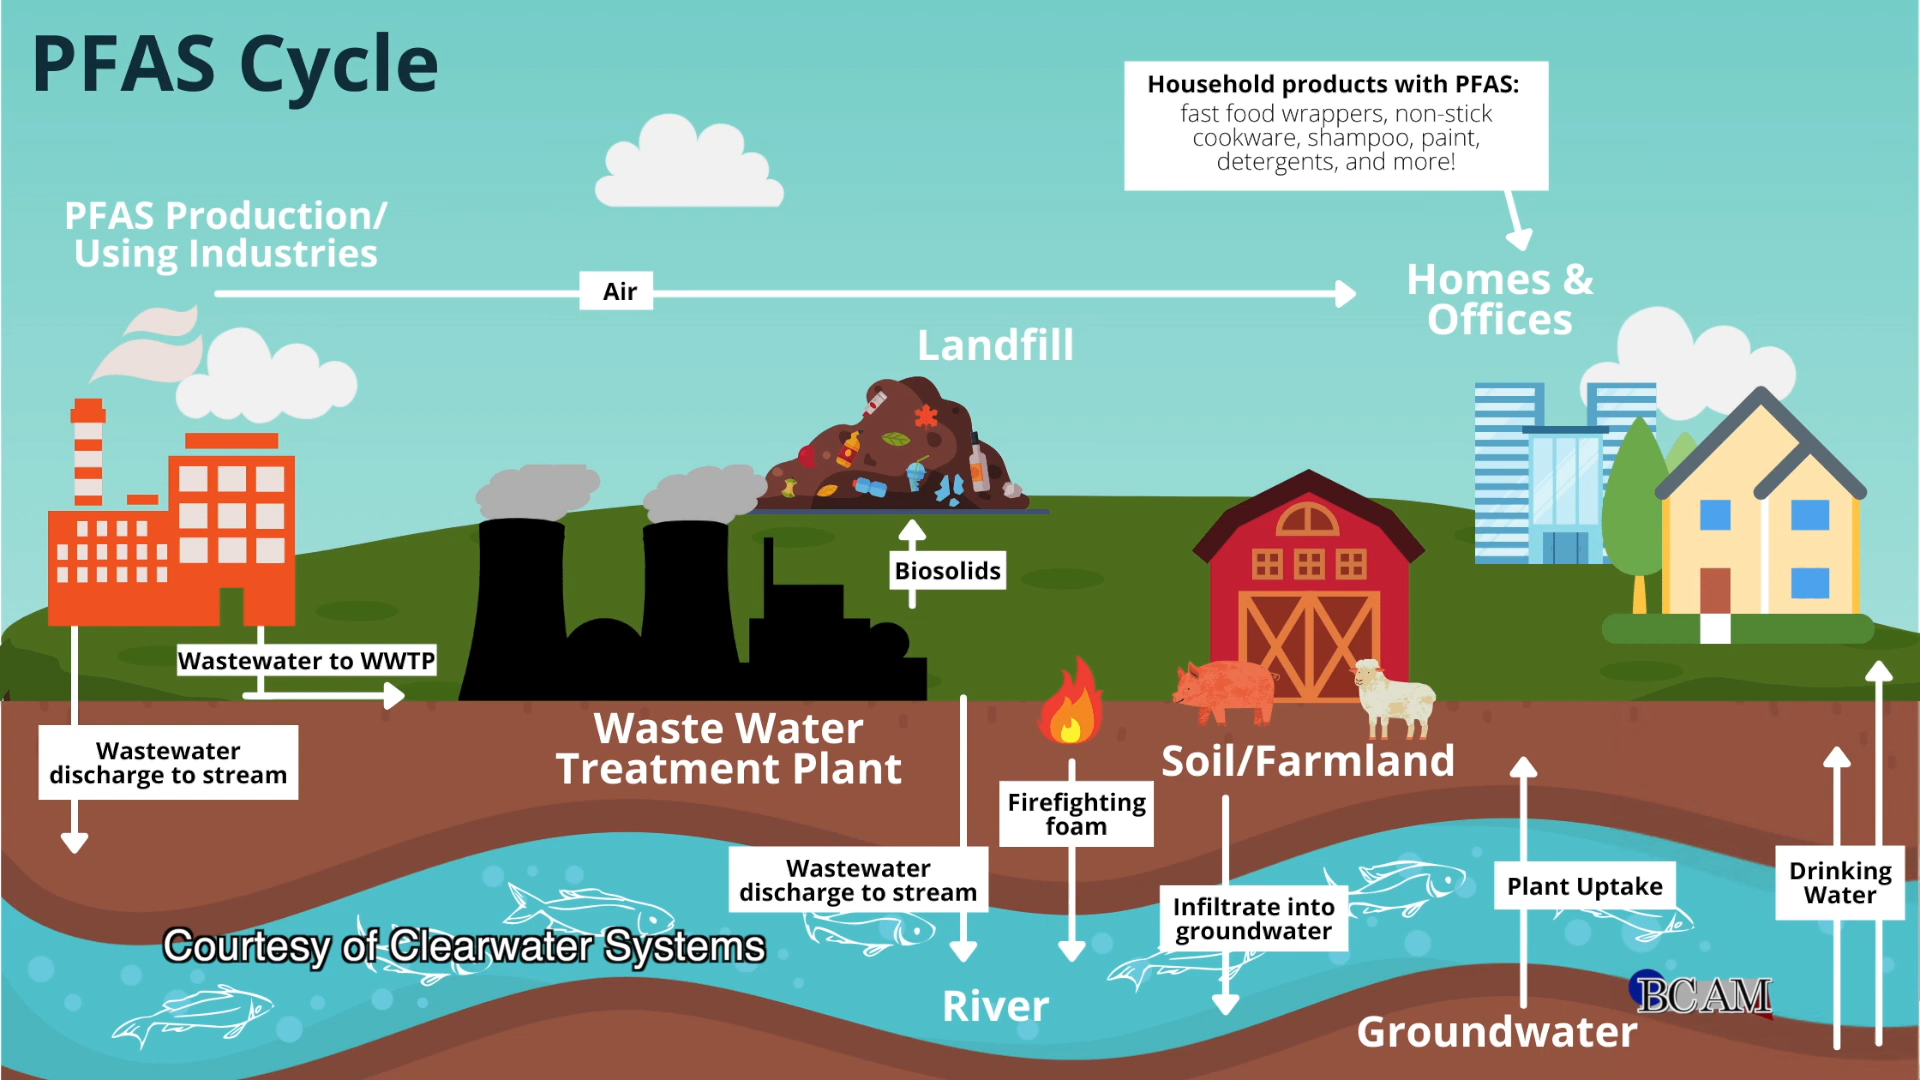 PFAS Cycle
Household products with PFAS:
fast food wrappers, non-stick
cookware, shampoo, paint,
detergents, and more!
PFAS Production/
Using Industries
Air
Homes &
Offices
Landfill
Biosolids
Wastewater to WWTP
Wastewater
discharge to stream
Waste Water
Treatment Plant
Soil/Farmland
Firefighting
foam
Wastewater
discharge to stream
Infiltrate into
groundwater
Plant Uptake
Drinking
Water
Courtesy of Clearwater Systems
River
Groundwater
BCAM